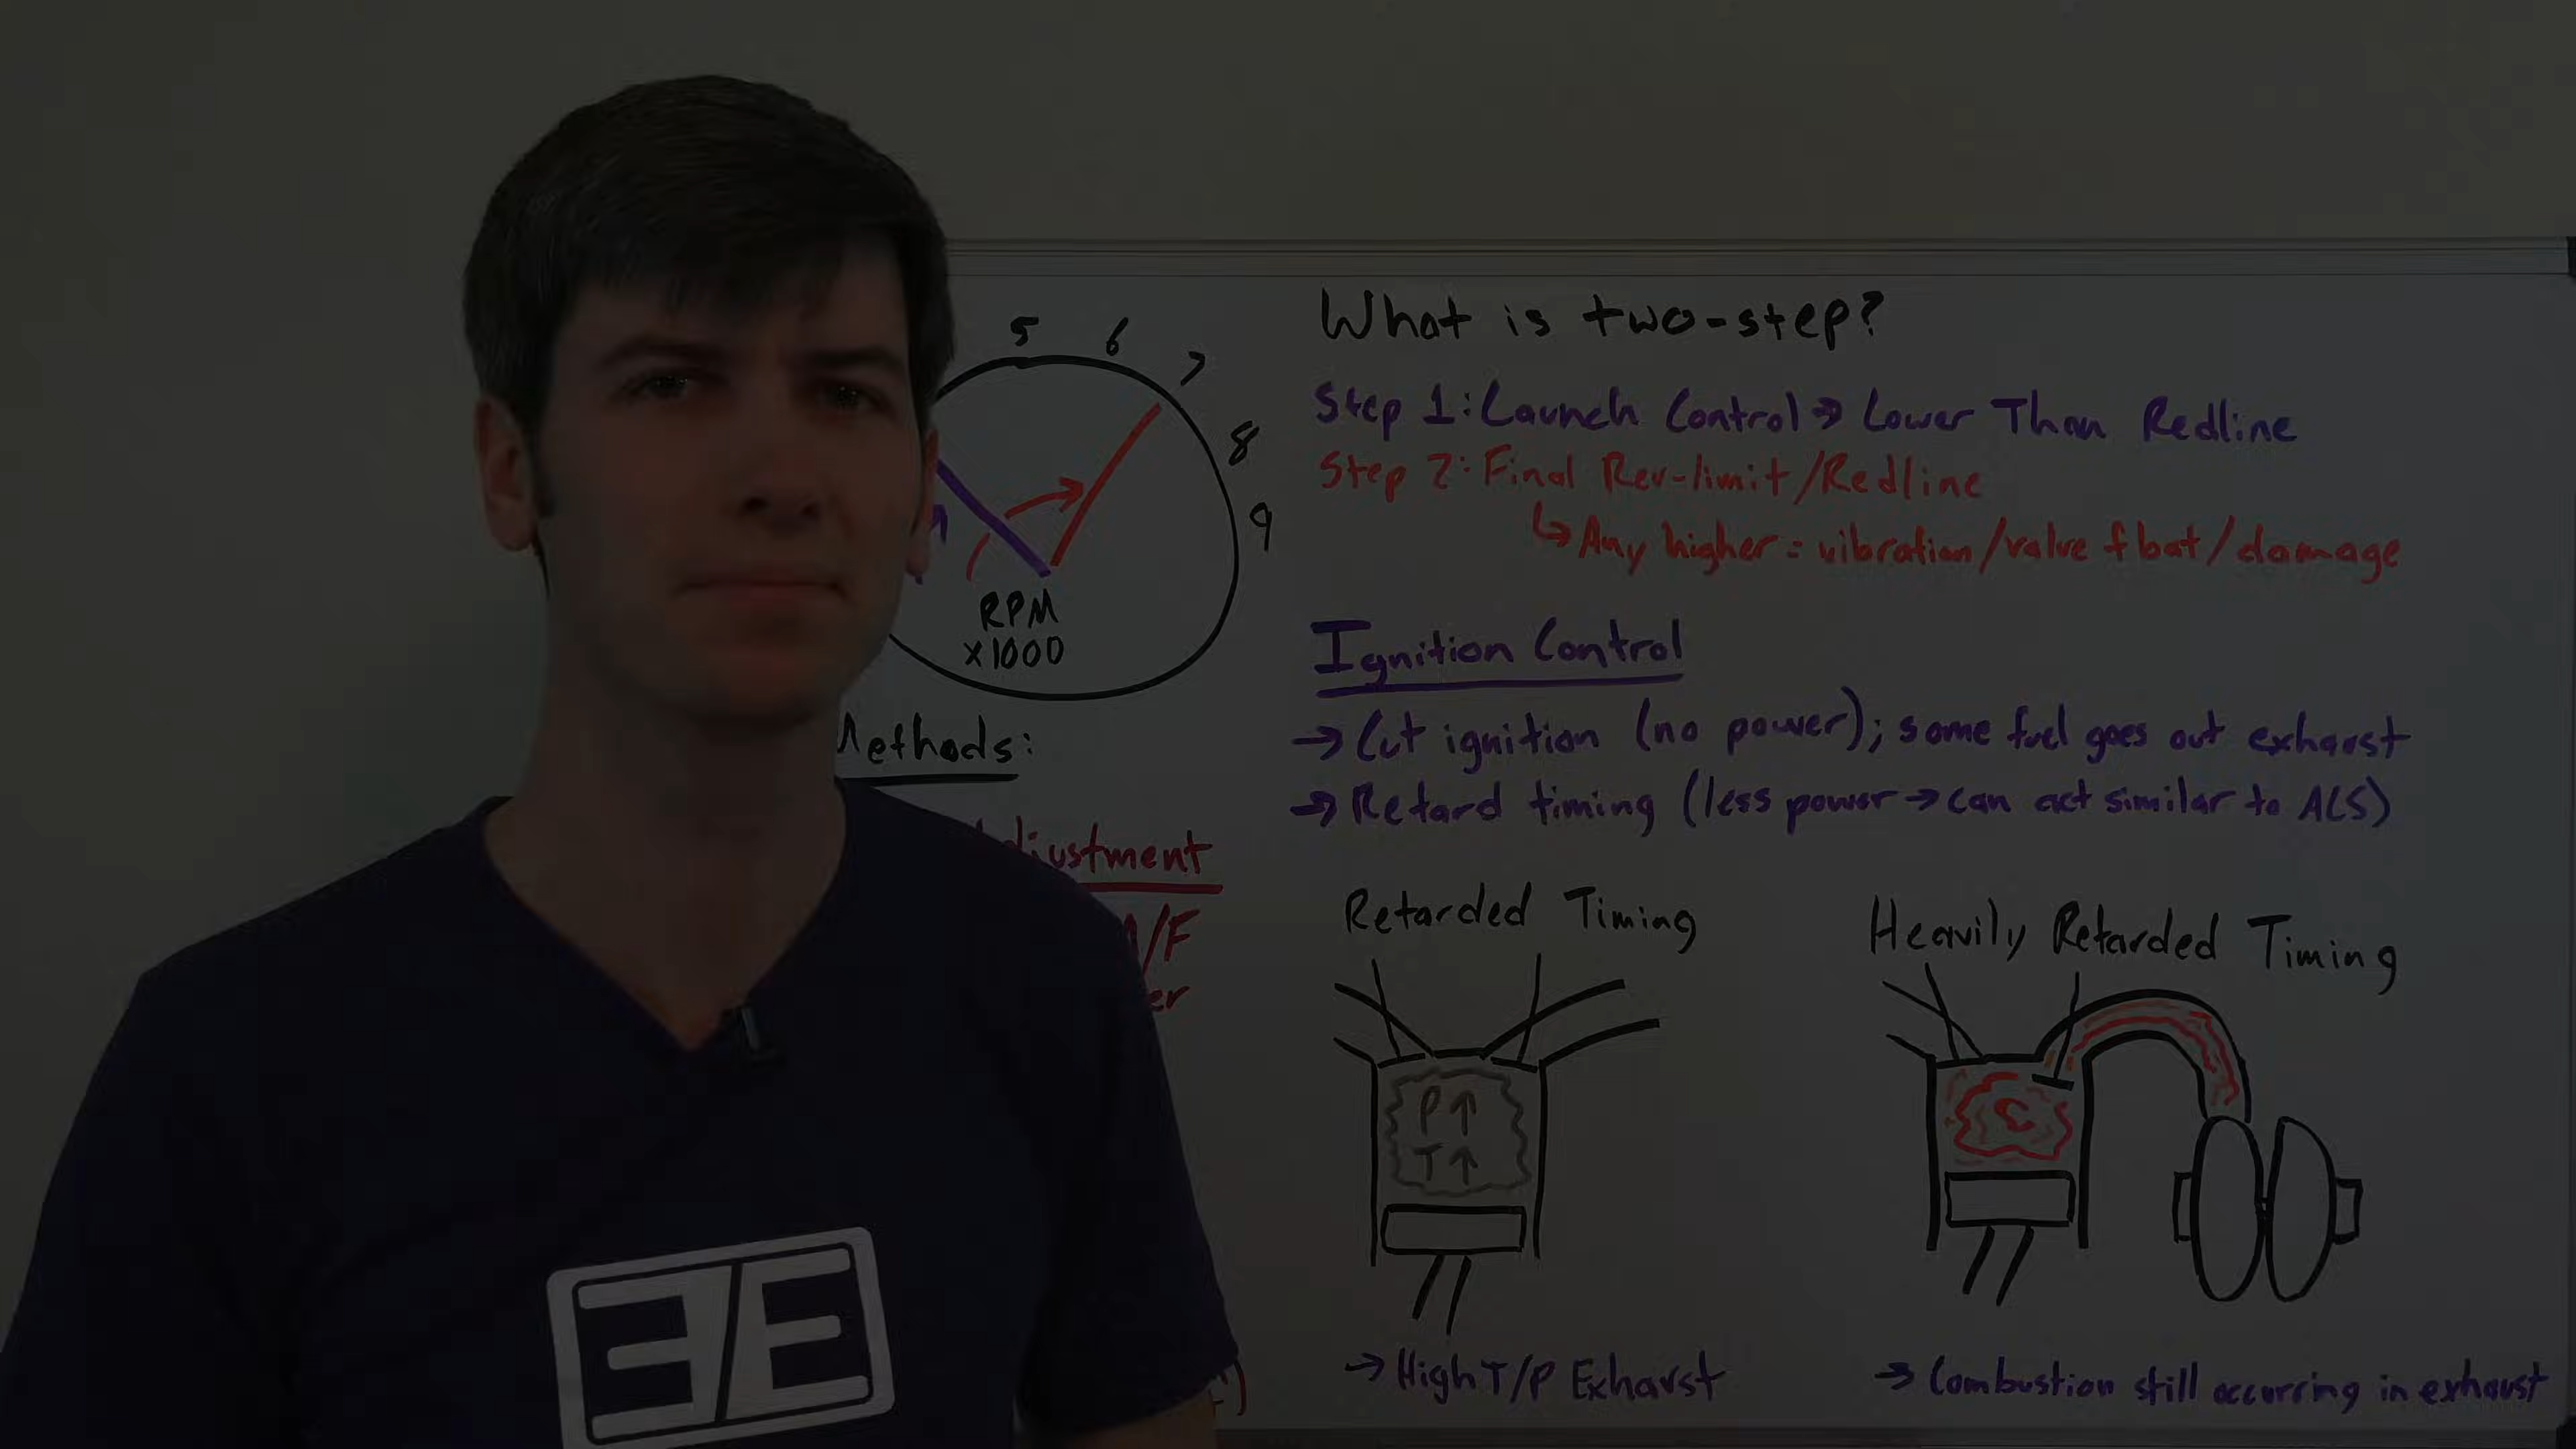 What is two-step?
Step 1: Launch Control → Lower Than Redline
Step 2: Final Rev-limit/Redline
↳ Any higher = vibration/valve float/damage
5 6 7 8 9
RPM
x1000
Methods:
Ignition Control
→ Cut ignition (no power); some fuel goes out exhaust
→ Retard timing (less power → can act similar to ALS)
djustment
A/F
er
Retarded Timing
P↑
T↑
→ High T/P Exhaust
Heavily Retarded Timing
C
→ Combustion still occurring in exhaust
EE